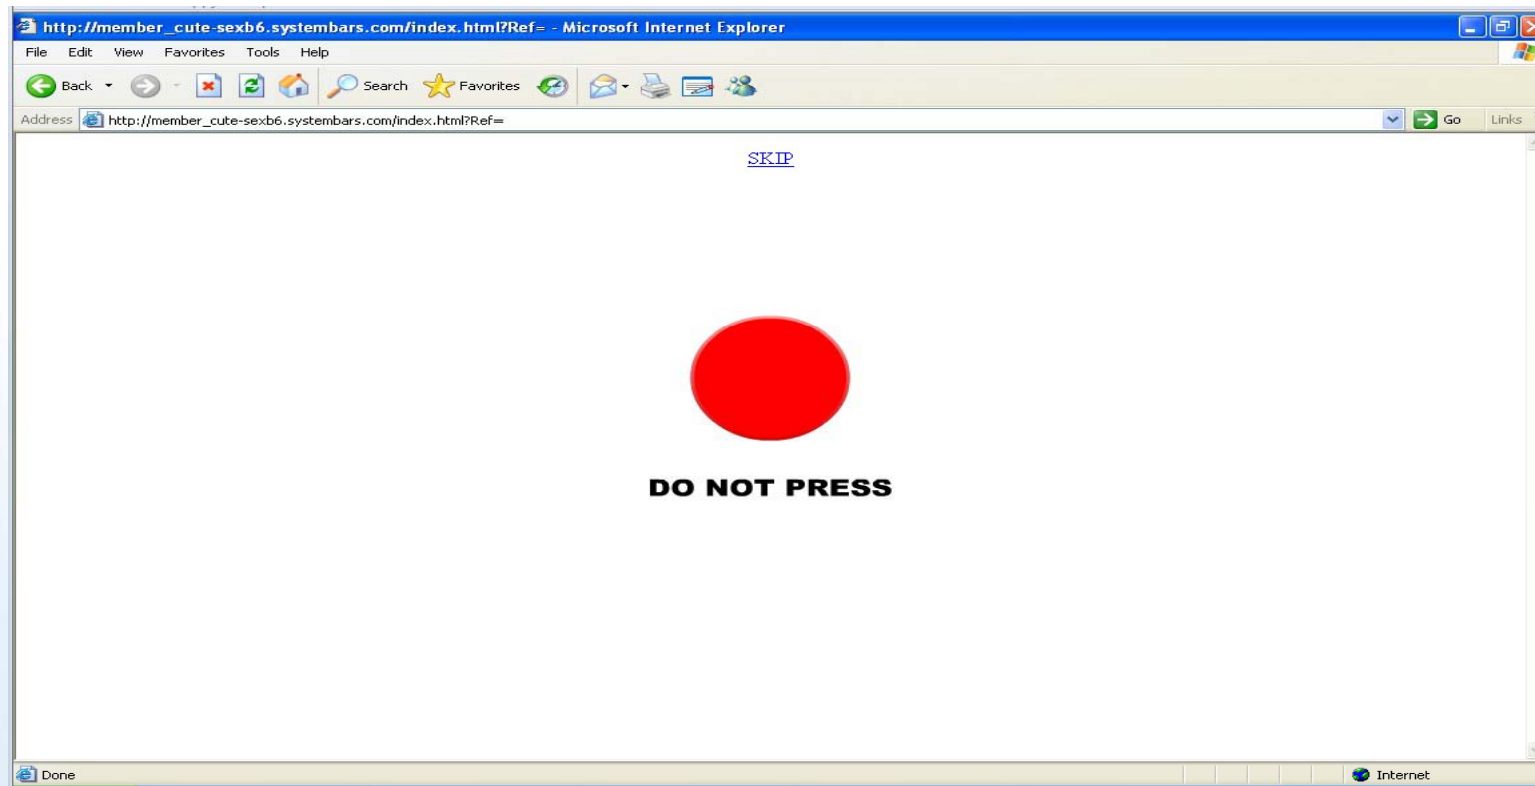 http://member_cute-sexb6.systembars.com/index.html?Ref= - Microsoft Internet Explorer
File Edit View Favorites Tools Help
Back Search Favorites
Address http://member_cute-sexb6.systembars.com/index.html?Ref= Go Links
SKIP
DO NOT PRESS
Done Internet